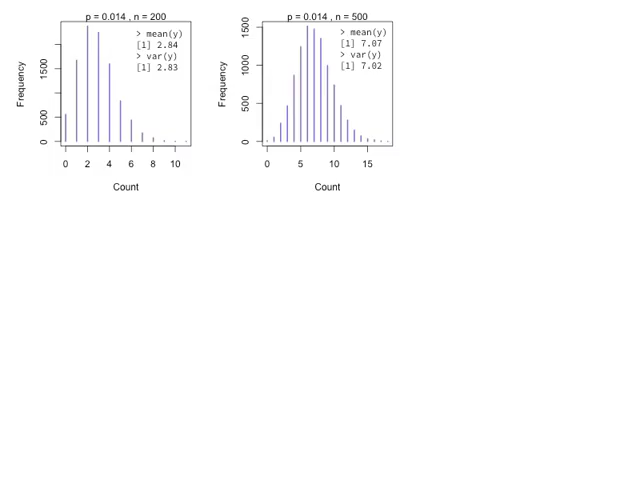 p = 0.014 , n = 200
> mean(y)
[1] 2.84
> var(y)
[1] 2.83
Frequency
0 500 1500
0 2 4 6 8 10
Count
p = 0.014 , n = 500
> mean(y)
[1] 7.07
> var(y)
[1] 7.02
Frequency
0 500 1000 1500
0 5 10 15
Count